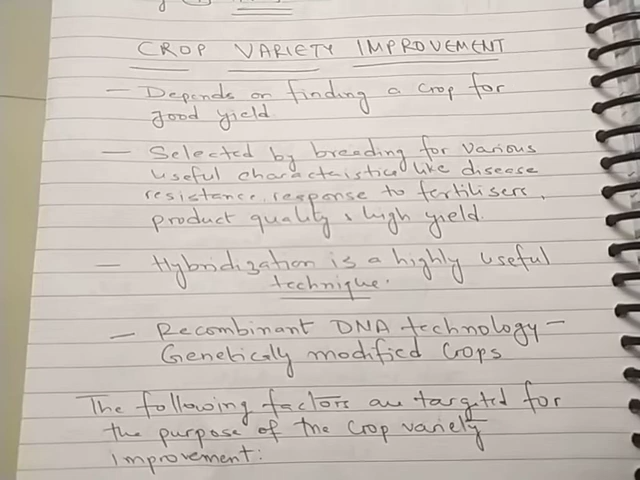 CROP VARIETY IMPROVEMENT
- Depends on finding a crop for
good yield
- Selected by breeding for various
useful characteristics like disease
resistance, response to fertilisers,
product quality & high yield.
- Hybridization is a highly useful
technique.
- Recombinant DNA technology -
Genetically modified Crops
The following factors are targeted for
the purpose of the Crop variety
improvement: